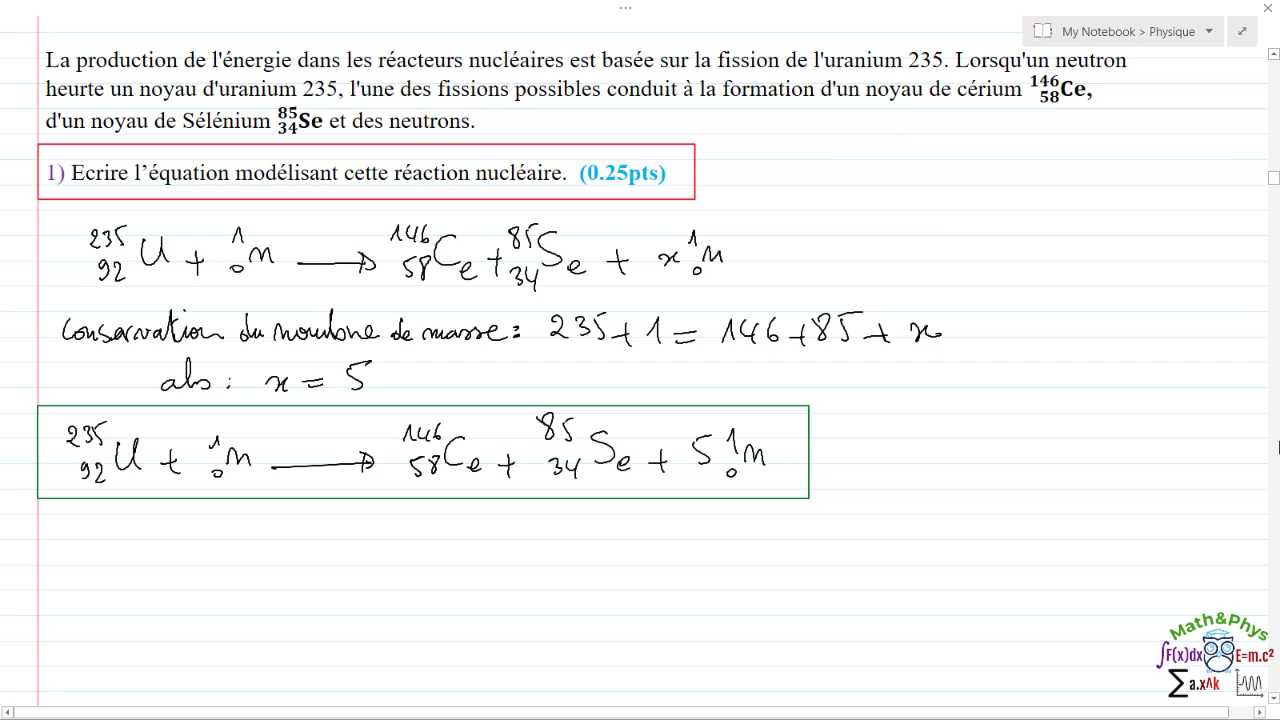 My Notebook > Physique
La production de l'énergie dans les réacteurs nucléaires est basée sur la fission de l'uranium 235. Lorsqu'un neutron
heurte un noyau d'uranium 235, l'une des fissions possibles conduit à la formation d'un noyau de cérium ¹⁴⁶₅₈Ce,
d'un noyau de Sélénium ⁸⁵₃₄Se et des neutrons.
1) Ecrire l’équation modélisant cette réaction nucléaire. (0.25pts)
²³⁵₉₂U + ¹₀n ⟶ ¹⁴⁶₅₈Ce + ⁸⁵₃₄Se + x ¹₀n
Conservation du nombre de masse : 235 + 1 = 146 + 85 + x
abs : x = 5
²³⁵₉₂U + ¹₀n ⟶ ¹⁴⁶₅₈Ce + ⁸⁵₃₄Se + 5 ¹₀n
Math&Phys
∫F(x)dx E=m.c²
∑ a.x∧k